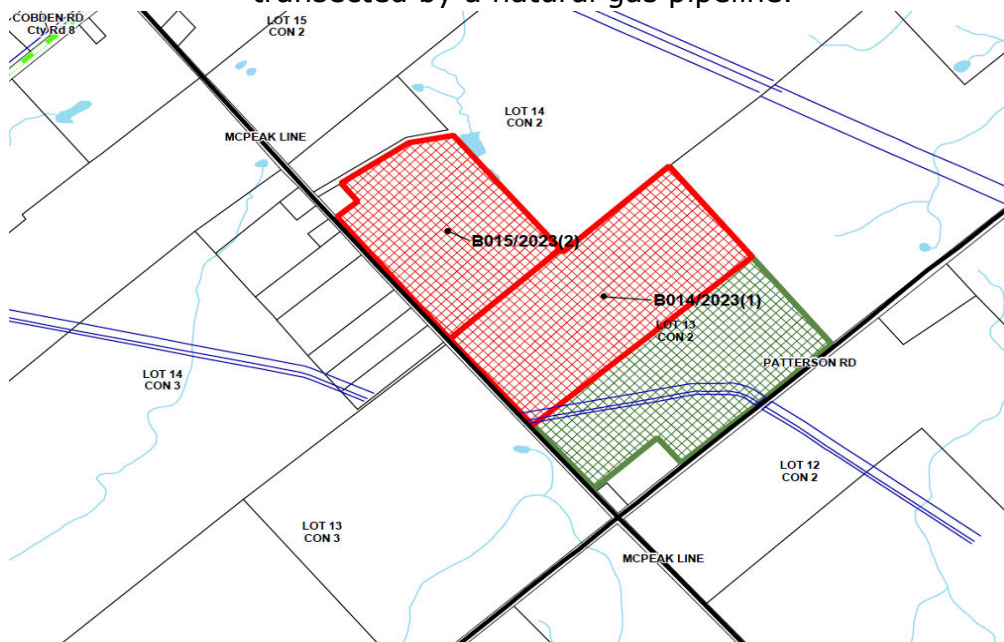 transected by a natural gas pipeline.
COBDEN RD
Cty Rd 8
LOT 15
CON 2
LOT 14
CON 2
MCPEAK LINE
B015/2023(2)
B014/2023(1)
LOT 13
CON 2
PATTERSON RD
LOT 14
CON 3
LOT 12
CON 2
LOT 13
CON 3
MCPEAK LINE